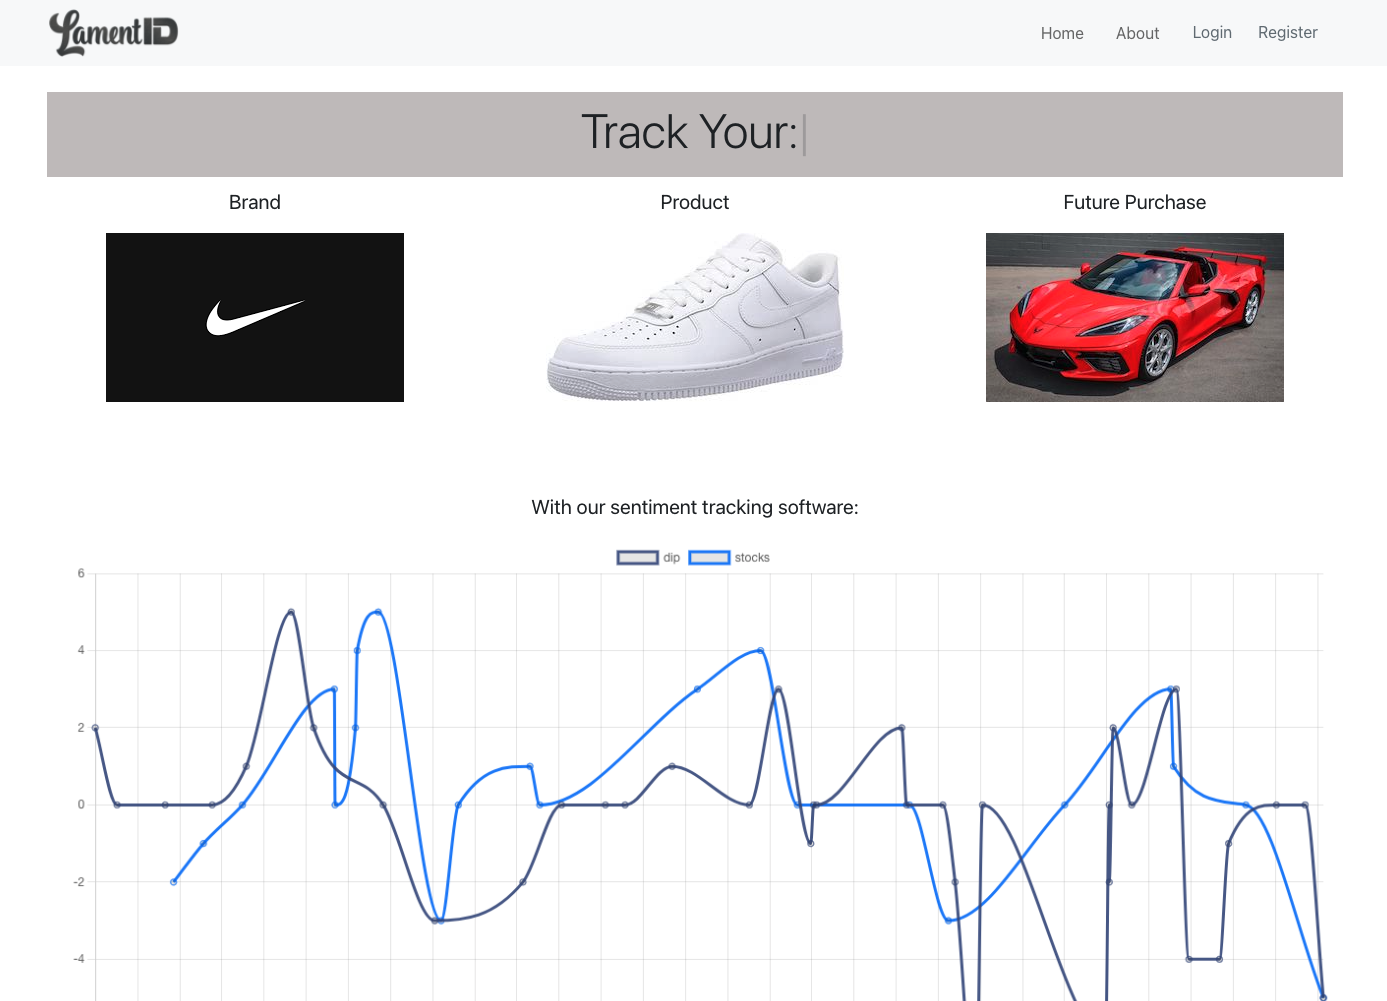 LamentID
Home About Login Register
Track Your:
Brand Product Future Purchase
With our sentiment tracking software:
dip stocks
6
4
2
0
-2
-4